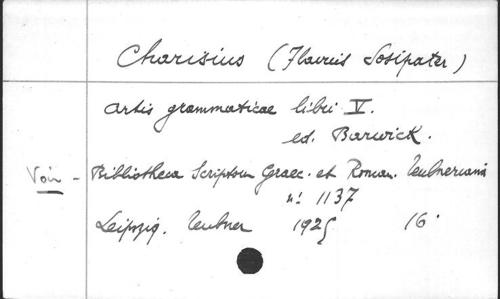 Charisius (Flavius Sosipater)
Artis grammaticae libri V.
ed. Barwick.
Voir - Bibliotheca Scriptorum Graec. et Roman. Teubneriana
n: 1137
Leipzig. Teubner 1925 16°